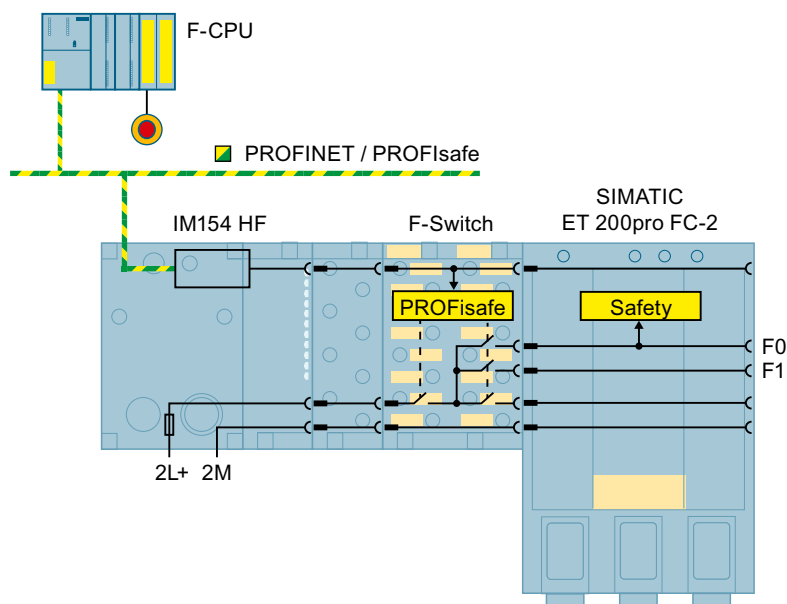 F-CPU
PROFINET / PROFIsafe
SIMATIC
ET 200pro FC-2
IM154 HF
F-Switch
PROFisafe
Safety
F0
F1
2L+
2M